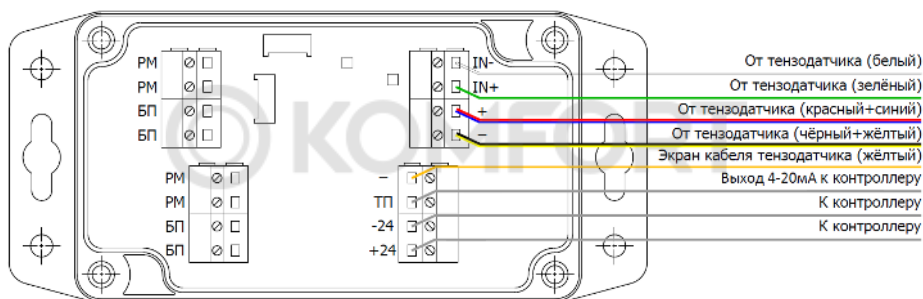 РМ
РМ
БП
БП
РМ
РМ
БП
БП
IN-
IN+
+
−
−
ТП
-24
+24
От тензодатчика (белый)
От тензодатчика (зелёный)
От тензодатчика (красный+синий)
От тензодатчика (чёрный+жёлтый)
Экран кабеля тензодатчика (жёлтый)
Выход 4-20мА к контроллеру
К контроллеру
К контроллеру
KOMFORT